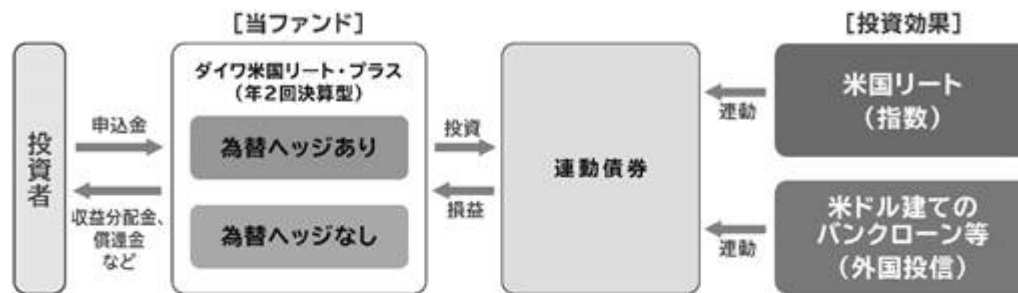 [当ファンド]
[投資効果]
投資者
申込金
収益分配金、
償還金
など
ダイワ米国リート・プラス
(年2回決算型)
為替ヘッジあり
為替ヘッジなし
投資
損益
連動債券
連動
連動
米国リート
(指数)
米ドル建ての
バンクローン等
(外国投信)